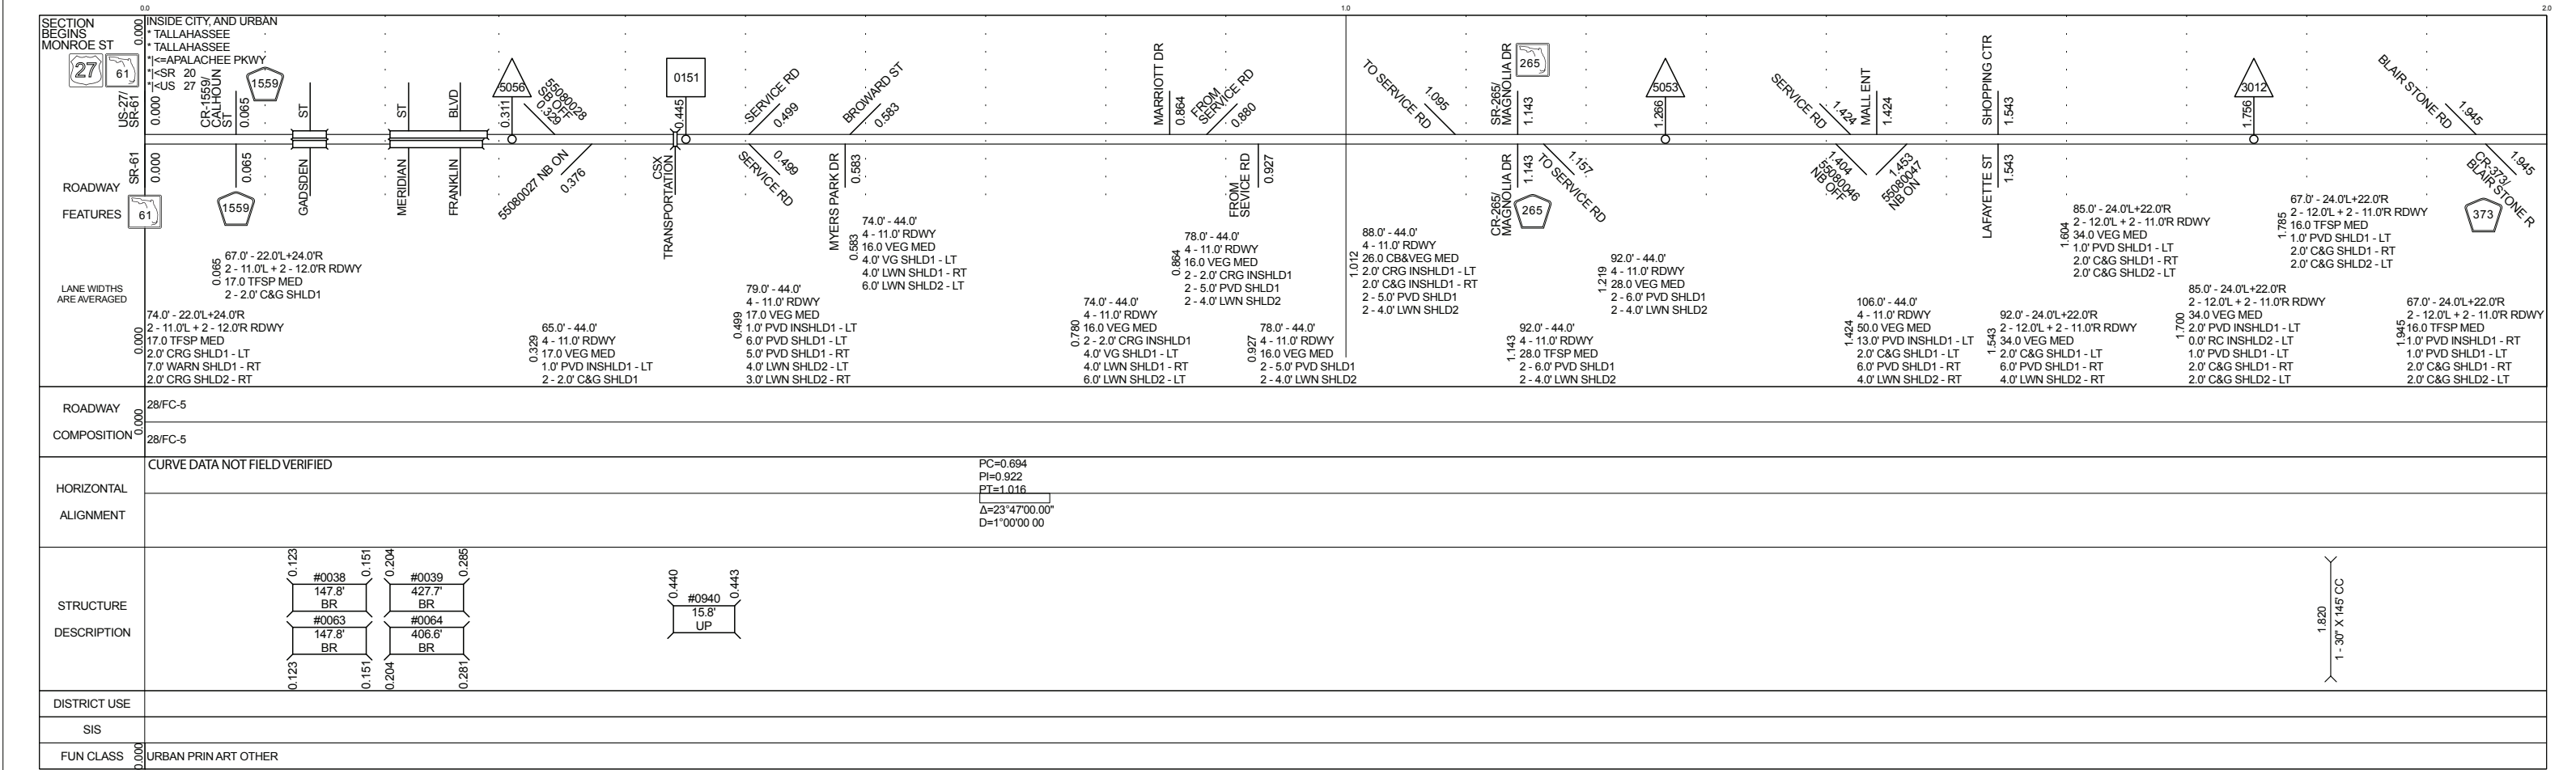 0.0
1.0
2.0
SECTION
BEGINS
MONROE ST
0.000
27
61
INSIDE CITY, AND URBAN
* TALLAHASSEE
* TALLAHASSEE
*|<=APALACHEE PKWY
*|<SR 20
*|<US 27
US-27/
SR-61
0.000
CR-1559/
CALHOUN
ST
0.065
1559
ST
ST
BLVD
5056
0.311
55080028
SB OFF
0.329
0151
0.445
SERVICE RD
0.499
BROWARD ST
0.583
MARRIOTT DR
0.864
FROM
SERVICE RD
0.880
TO SERVICE RD
1.095
SR-265/
MAGNOLIA DR
265
1.143
5053
1.266
SERVICE RD
1.424
MALL ENT
1.424
SHOPPING CTR
1.543
3012
1.756
BLAIR STONE RD
1.945
ROADWAY
FEATURES
SR-61
0.000
61
0.065
1559
GADSDEN
MERIDIAN
FRANKLIN
55080027 NB ON
0.376
CSX
TRANSPORTATION
0.499
SERVICE RD
MYERS PARK DR
0.583
FROM
SEVICE RD
0.927
CR-265/
MAGNOLIA DR
1.143
265
1.157
TO SERVICE RD
1.404
55080046
NB OFF
1.453
55080047
NB ON
LAFAYETTE ST
1.543
1.945
CR-373/
BLAIR STONE R
373
LANE WIDTHS
ARE AVERAGED
0.000
74.0' - 22.0'L+24.0'R
2 - 11.0'L + 2 - 12.0'R RDWY
17.0 TFSP MED
2.0' CRG SHLD1 - LT
7.0' WARN SHLD1 - RT
2.0' CRG SHLD2 - RT
0.065
67.0' - 22.0'L+24.0'R
2 - 11.0'L + 2 - 12.0'R RDWY
17.0 TFSP MED
2 - 2.0' C&G SHLD1
0.329
65.0' - 44.0'
4 - 11.0' RDWY
17.0 VEG MED
1.0' PVD INSHLD1 - LT
2 - 2.0' C&G SHLD1
0.499
79.0' - 44.0'
4 - 11.0' RDWY
17.0 VEG MED
1.0' PVD INSHLD1 - LT
6.0' PVD SHLD1 - LT
5.0' PVD SHLD1 - RT
4.0' LWN SHLD2 - LT
3.0' LWN SHLD2 - RT
0.583
74.0' - 44.0'
4 - 11.0' RDWY
16.0 VEG MED
4.0' VG SHLD1 - LT
4.0' LWN SHLD1 - RT
6.0' LWN SHLD2 - LT
0.780
74.0' - 44.0'
4 - 11.0' RDWY
16.0 VEG MED
2 - 2.0' CRG INSHLD1
4.0' VG SHLD1 - LT
4.0' LWN SHLD1 - RT
6.0' LWN SHLD2 - LT
0.864
78.0' - 44.0'
4 - 11.0' RDWY
16.0 VEG MED
2 - 2.0' CRG INSHLD1
2 - 5.0' PVD SHLD1
2 - 4.0' LWN SHLD2
0.927
78.0' - 44.0'
4 - 11.0' RDWY
16.0 VEG MED
2 - 5.0' PVD SHLD1
2 - 4.0' LWN SHLD2
1.012
88.0' - 44.0'
4 - 11.0' RDWY
26.0 CB&VEG MED
2.0' CRG INSHLD1 - LT
2.0' C&G INSHLD1 - RT
2 - 5.0' PVD SHLD1
2 - 4.0' LWN SHLD2
1.143
92.0' - 44.0'
4 - 11.0' RDWY
28.0 TFSP MED
2 - 6.0' PVD SHLD1
2 - 4.0' LWN SHLD2
1.219
92.0' - 44.0'
4 - 11.0' RDWY
28.0 VEG MED
2 - 6.0' PVD SHLD1
2 - 4.0' LWN SHLD2
1.424
106.0' - 44.0'
4 - 11.0' RDWY
50.0 VEG MED
13.0' PVD INSHLD1 - LT
2.0' C&G SHLD1 - LT
6.0' PVD SHLD1 - RT
4.0' LWN SHLD2 - RT
1.543
92.0' - 24.0'L+22.0'R
2 - 12.0'L + 2 - 11.0'R RDWY
34.0 VEG MED
2.0' C&G SHLD1 - LT
6.0' PVD SHLD1 - RT
4.0' LWN SHLD2 - RT
1.604
85.0' - 24.0'L+22.0'R
2 - 12.0'L + 2 - 11.0'R RDWY
34.0 VEG MED
1.0' PVD SHLD1 - LT
2.0' C&G SHLD1 - RT
2.0' C&G SHLD2 - LT
1.700
85.0' - 24.0'L+22.0'R
2 - 12.0'L + 2 - 11.0'R RDWY
34.0 VEG MED
2.0' PVD INSHLD1 - LT
0.0' RC INSHLD2 - LT
1.0' PVD SHLD1 - LT
2.0' C&G SHLD1 - RT
2.0' C&G SHLD2 - LT
1.785
67.0' - 24.0'L+22.0'R
2 - 12.0'L + 2 - 11.0'R RDWY
16.0 TFSP MED
1.0' PVD SHLD1 - LT
2.0' C&G SHLD1 - RT
2.0' C&G SHLD2 - LT
1.945
67.0' - 24.0'L+22.0'R
2 - 12.0'L + 2 - 11.0'R RDWY
16.0 TFSP MED
1.0' PVD INSHLD1 - RT
1.0' PVD SHLD1 - LT
2.0' C&G SHLD1 - RT
2.0' C&G SHLD2 - LT
ROADWAY
COMPOSITION
0.000
28/FC-5
28/FC-5
HORIZONTAL
ALIGNMENT
CURVE DATA NOT FIELD VERIFIED
PC=0.694
PI=0.922
PT=1.016
Δ=23°47'00.00"
D=1°00'00 00
STRUCTURE
DESCRIPTION
0.123
0.151
0.204
0.285
#0038
147.8'
BR
#0039
427.7'
BR
#0063
147.8'
BR
#0064
406.6'
BR
0.123
0.151
0.204
0.281
0.440
0.443
#0940
15.8'
UP
1.820
1 - 30" X 145' CC
DISTRICT USE
SIS
FUN CLASS
0.000
URBAN PRIN ART OTHER